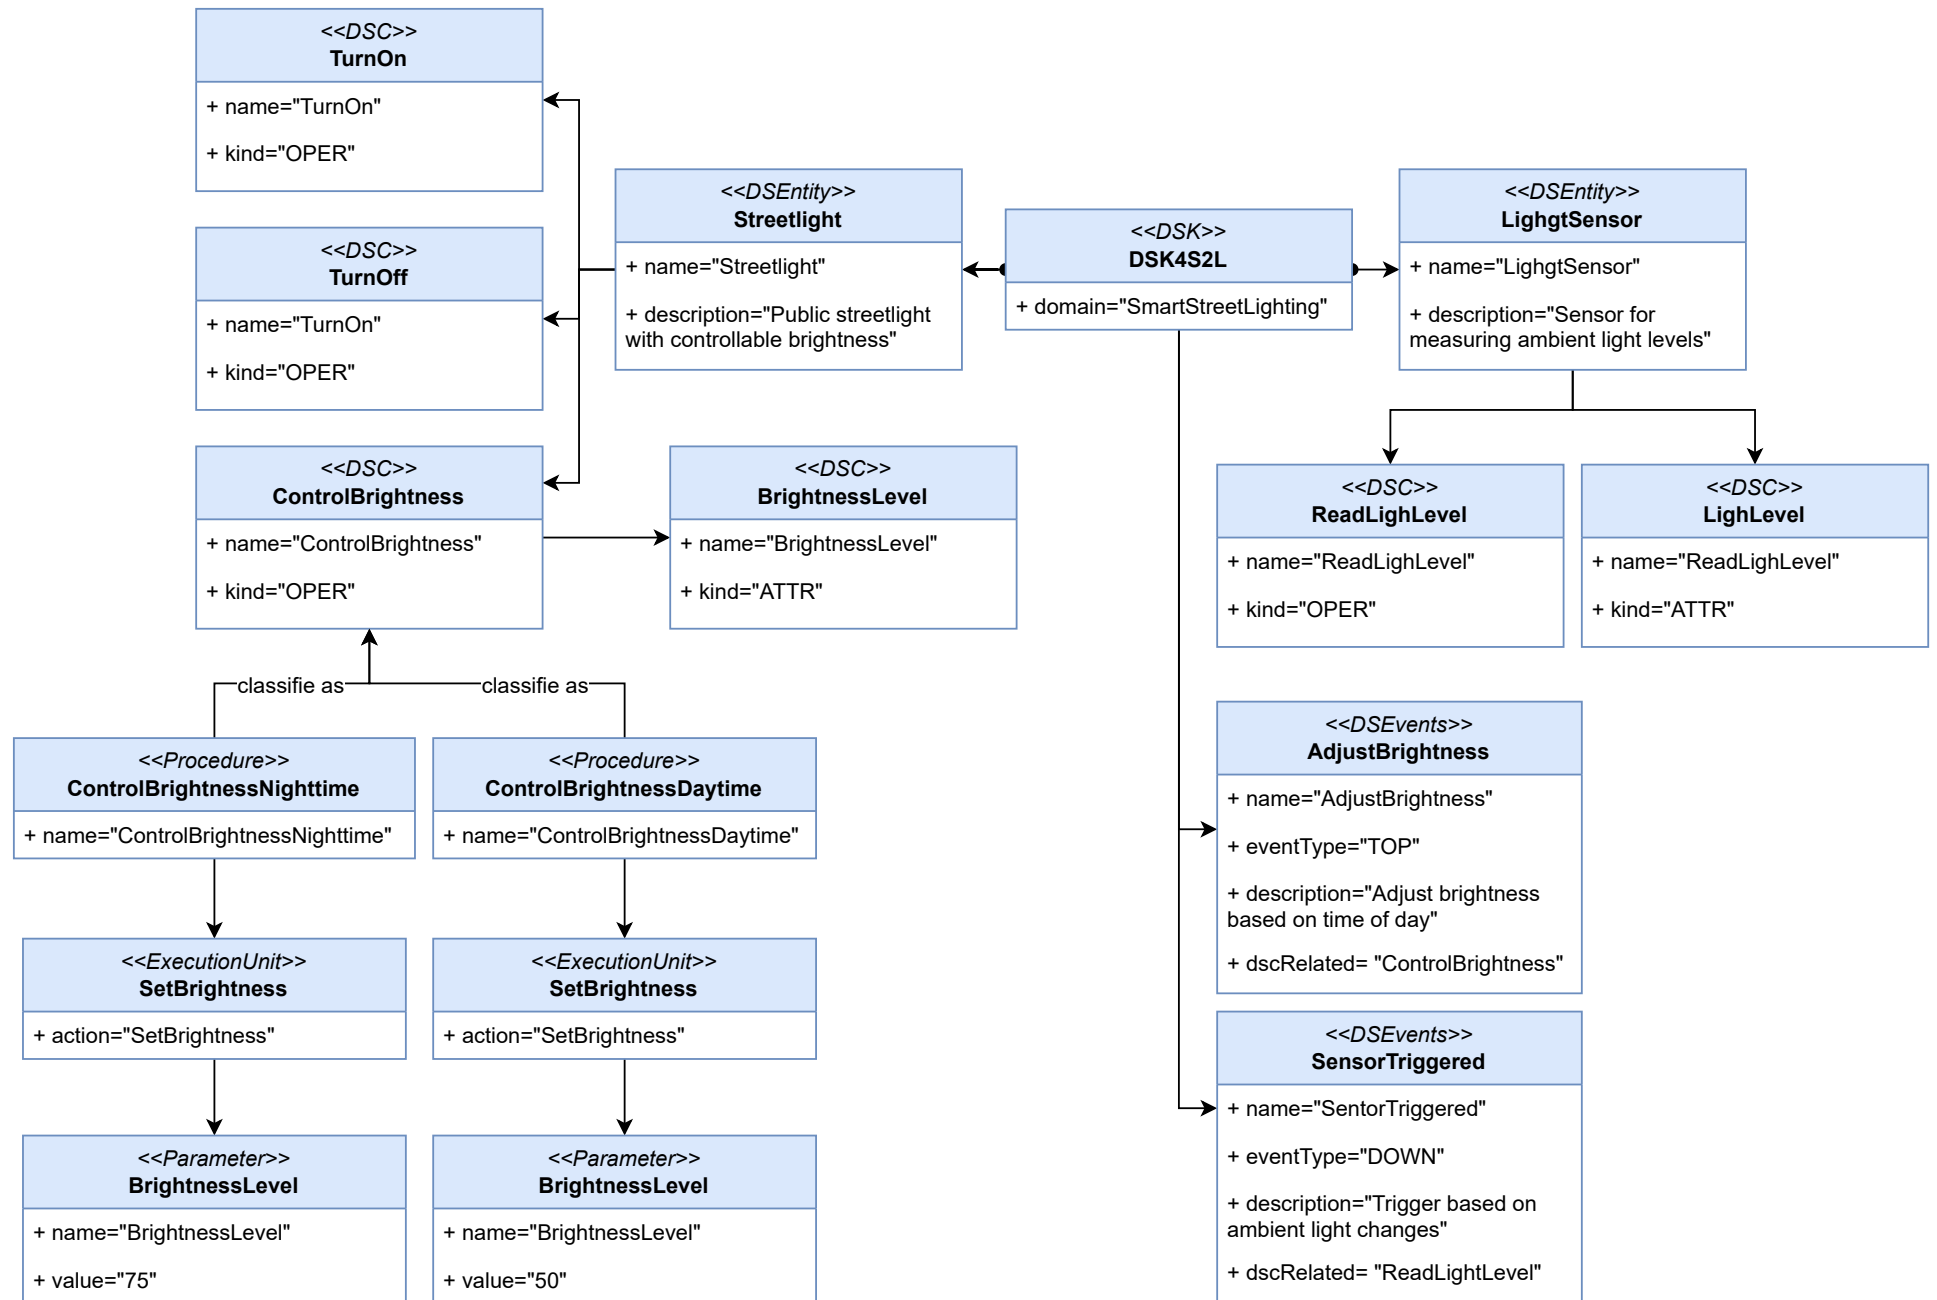 <<DSC>>
TurnOn
+ name="TurnOn"
+ kind="OPER"
<<DSC>>
TurnOff
+ name="TurnOn"
+ kind="OPER"
<<DSEntity>>
Streetlight
+ name="Streetlight"
+ description="Public streetlight
with controllable brightness"
<<DSK>>
DSK4S2L
+ domain="SmartStreetLighting"
<<DSEntity>>
LighgtSensor
+ name="LighgtSensor"
+ description="Sensor for
measuring ambient light levels"
<<DSC>>
ControlBrightness
+ name="ControlBrightness"
+ kind="OPER"
<<DSC>>
BrightnessLevel
+ name="BrightnessLevel"
+ kind="ATTR"
<<DSC>>
ReadLighLevel
+ name="ReadLighLevel"
+ kind="OPER"
<<DSC>>
LighLevel
+ name="ReadLighLevel"
+ kind="ATTR"
classifie as
classifie as
<<Procedure>>
ControlBrightnessNighttime
+ name="ControlBrightnessNighttime"
<<Procedure>>
ControlBrightnessDaytime
+ name="ControlBrightnessDaytime"
<<DSEvents>>
AdjustBrightness
+ name="AdjustBrightness"
+ eventType="TOP"
+ description="Adjust brightness
based on time of day"
+ dscRelated= "ControlBrightness"
<<ExecutionUnit>>
SetBrightness
+ action="SetBrightness"
<<ExecutionUnit>>
SetBrightness
+ action="SetBrightness"
<<DSEvents>>
SensorTriggered
+ name="SentorTriggered"
+ eventType="DOWN"
+ description="Trigger based on
ambient light changes"
+ dscRelated= "ReadLightLevel"
<<Parameter>>
BrightnessLevel
+ name="BrightnessLevel"
+ value="75"
<<Parameter>>
BrightnessLevel
+ name="BrightnessLevel"
+ value="50"